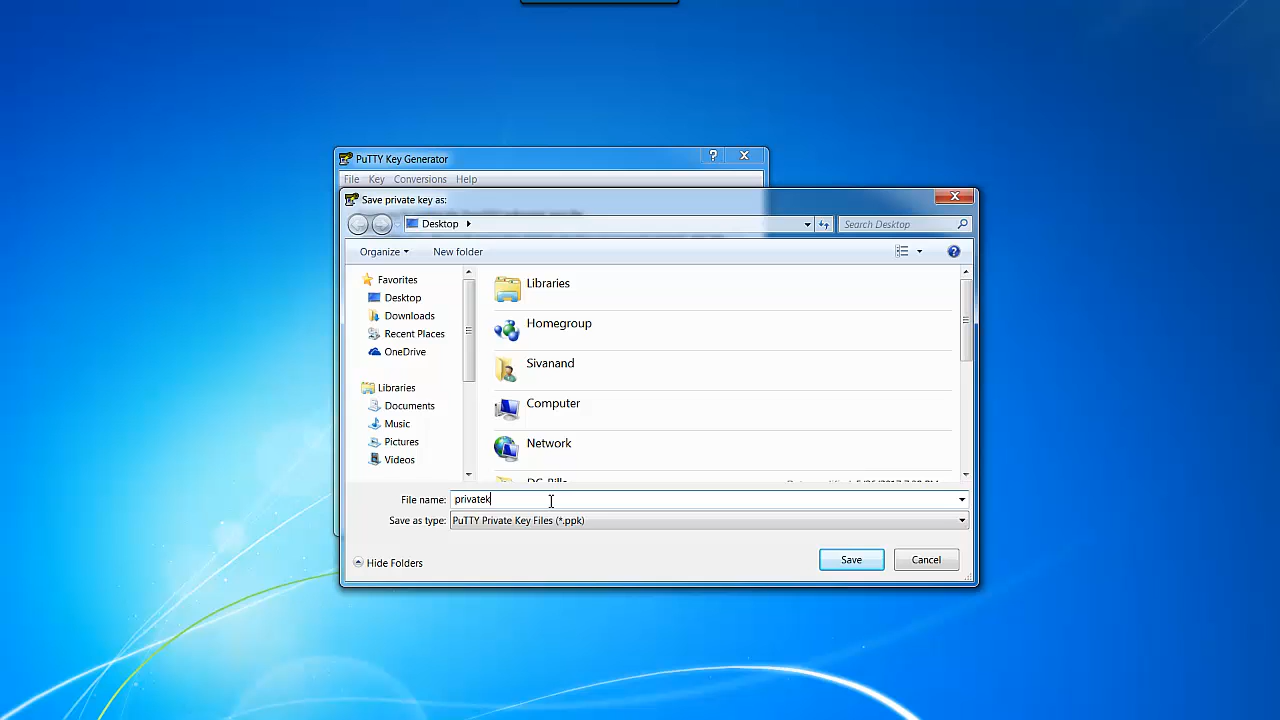 PuTTY Key Generator
?
File Key Conversions Help
Save private key as:
Desktop
Search Desktop
Organize New folder
Favorites
Desktop
Downloads
Recent Places
OneDrive
Libraries
Documents
Music
Pictures
Videos
Libraries
Homegroup
Sivanand
Computer
Network
File name: privatek
Save as type: PuTTY Private Key Files (*.ppk)
Hide Folders
Save Cancel